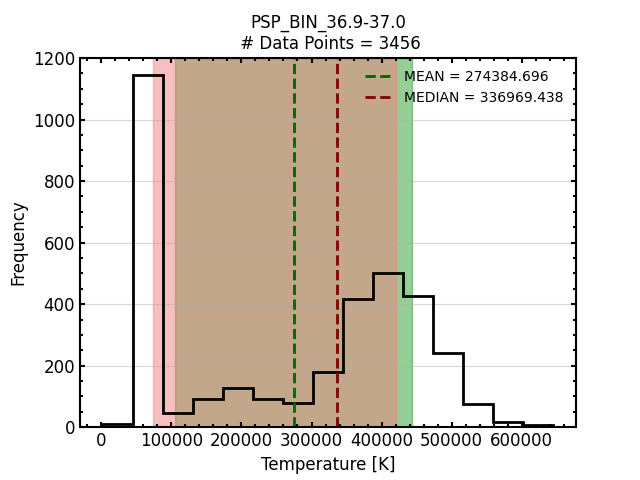 PSP_BIN_36.9-37.0
# Data Points = 3456
1200
1000
800
600
400
200
0
Frequency
MEAN = 274384.696
MEDIAN = 336969.438
0 100000 200000 300000 400000 500000 600000
Temperature [K]